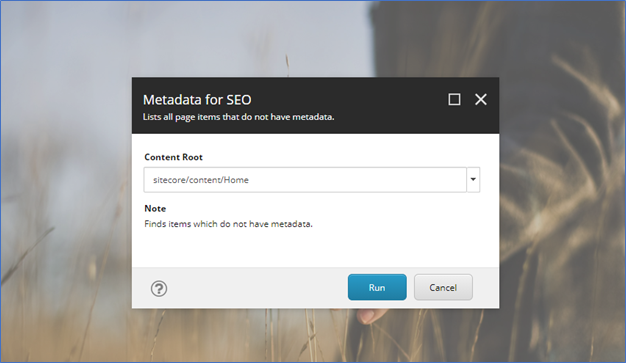 Metadata for SEO
Lists all page items that do not have metadata.
Content Root
sitecore/content/Home
Note
Finds items which do not have metadata.
?
Run
Cancel